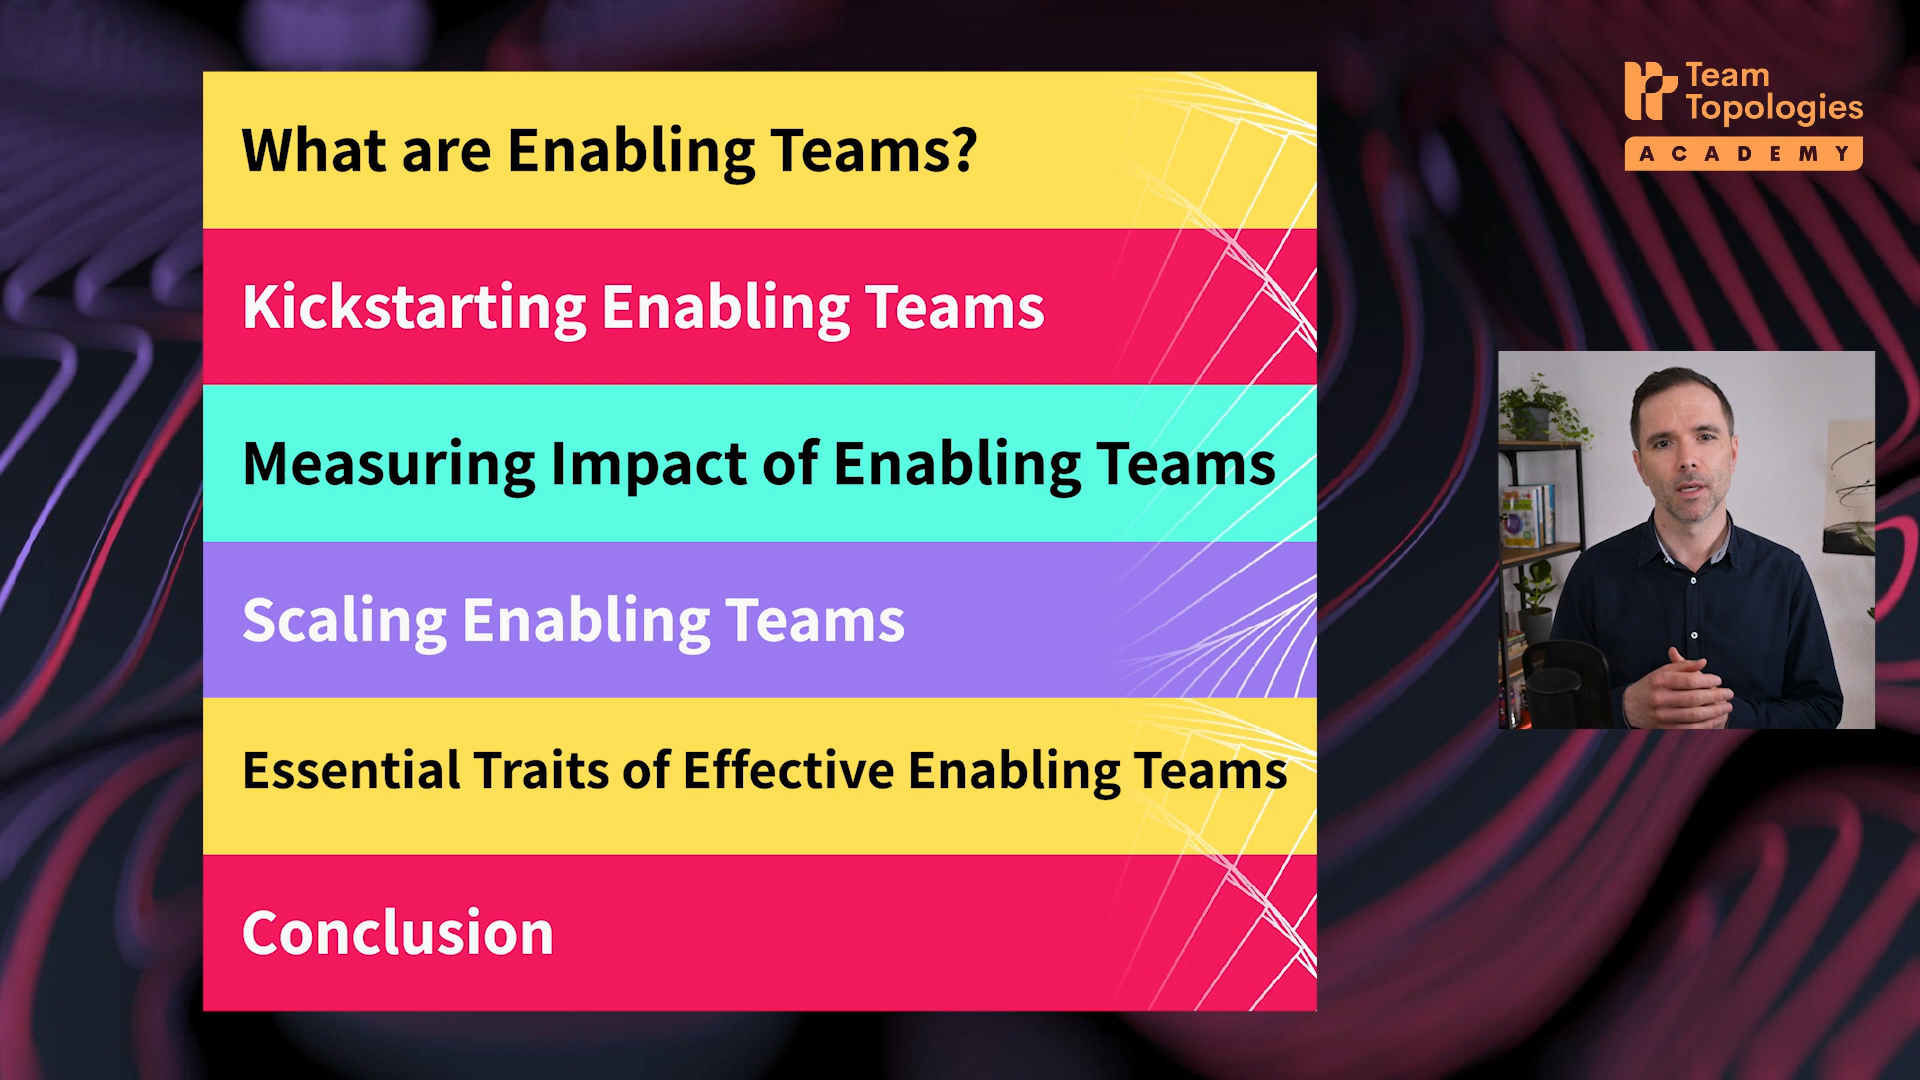 What are Enabling Teams?
Kickstarting Enabling Teams
Measuring Impact of Enabling Teams
Scaling Enabling Teams
Essential Traits of Effective Enabling Teams
Conclusion
Team
Topologies
ACADEMY